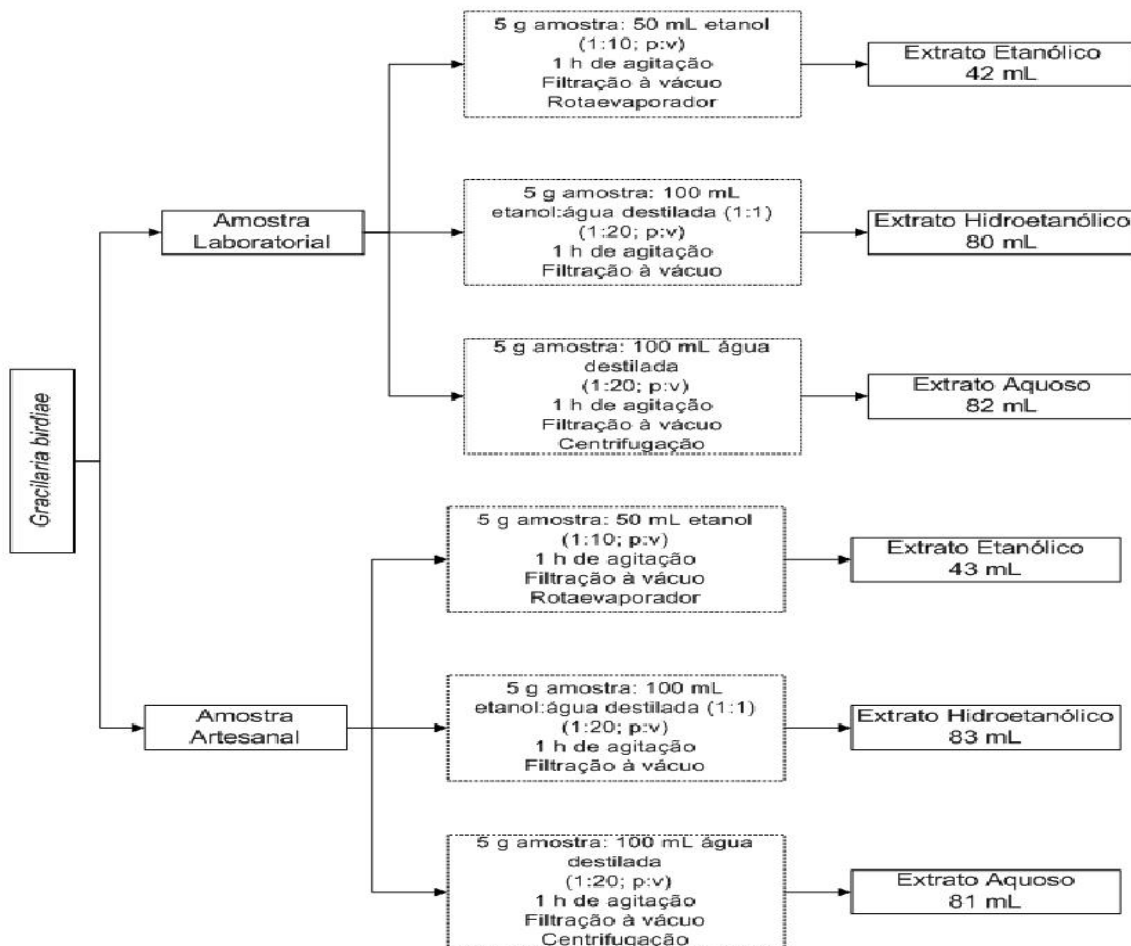 Gracilaria birdiae
Amostra
Laboratorial
5 g amostra: 50 mL etanol
(1:10; p:v)
1 h de agitação
Filtração à vácuo
Rotaevaporador
Extrato Etanólico
42 mL
5 g amostra: 100 mL
etanol:água destilada (1:1)
(1:20; p:v)
1 h de agitação
Filtração à vácuo
Extrato Hidroetanólico
80 mL
5 g amostra: 100 mL água
destilada
(1:20; p:v)
1 h de agitação
Filtração à vácuo
Centrifugação
Extrato Aquoso
82 mL
Amostra
Artesanal
5 g amostra: 50 mL etanol
(1:10; p:v)
1 h de agitação
Filtração à vácuo
Rotaevaporador
Extrato Etanólico
43 mL
5 g amostra: 100 mL
etanol:água destilada (1:1)
(1:20; p:v)
1 h de agitação
Filtração à vácuo
Extrato Hidroetanólico
83 mL
5 g amostra: 100 mL água
destilada
(1:20; p:v)
1 h de agitação
Filtração à vácuo
Centrifugação
Extrato Aquoso
81 mL